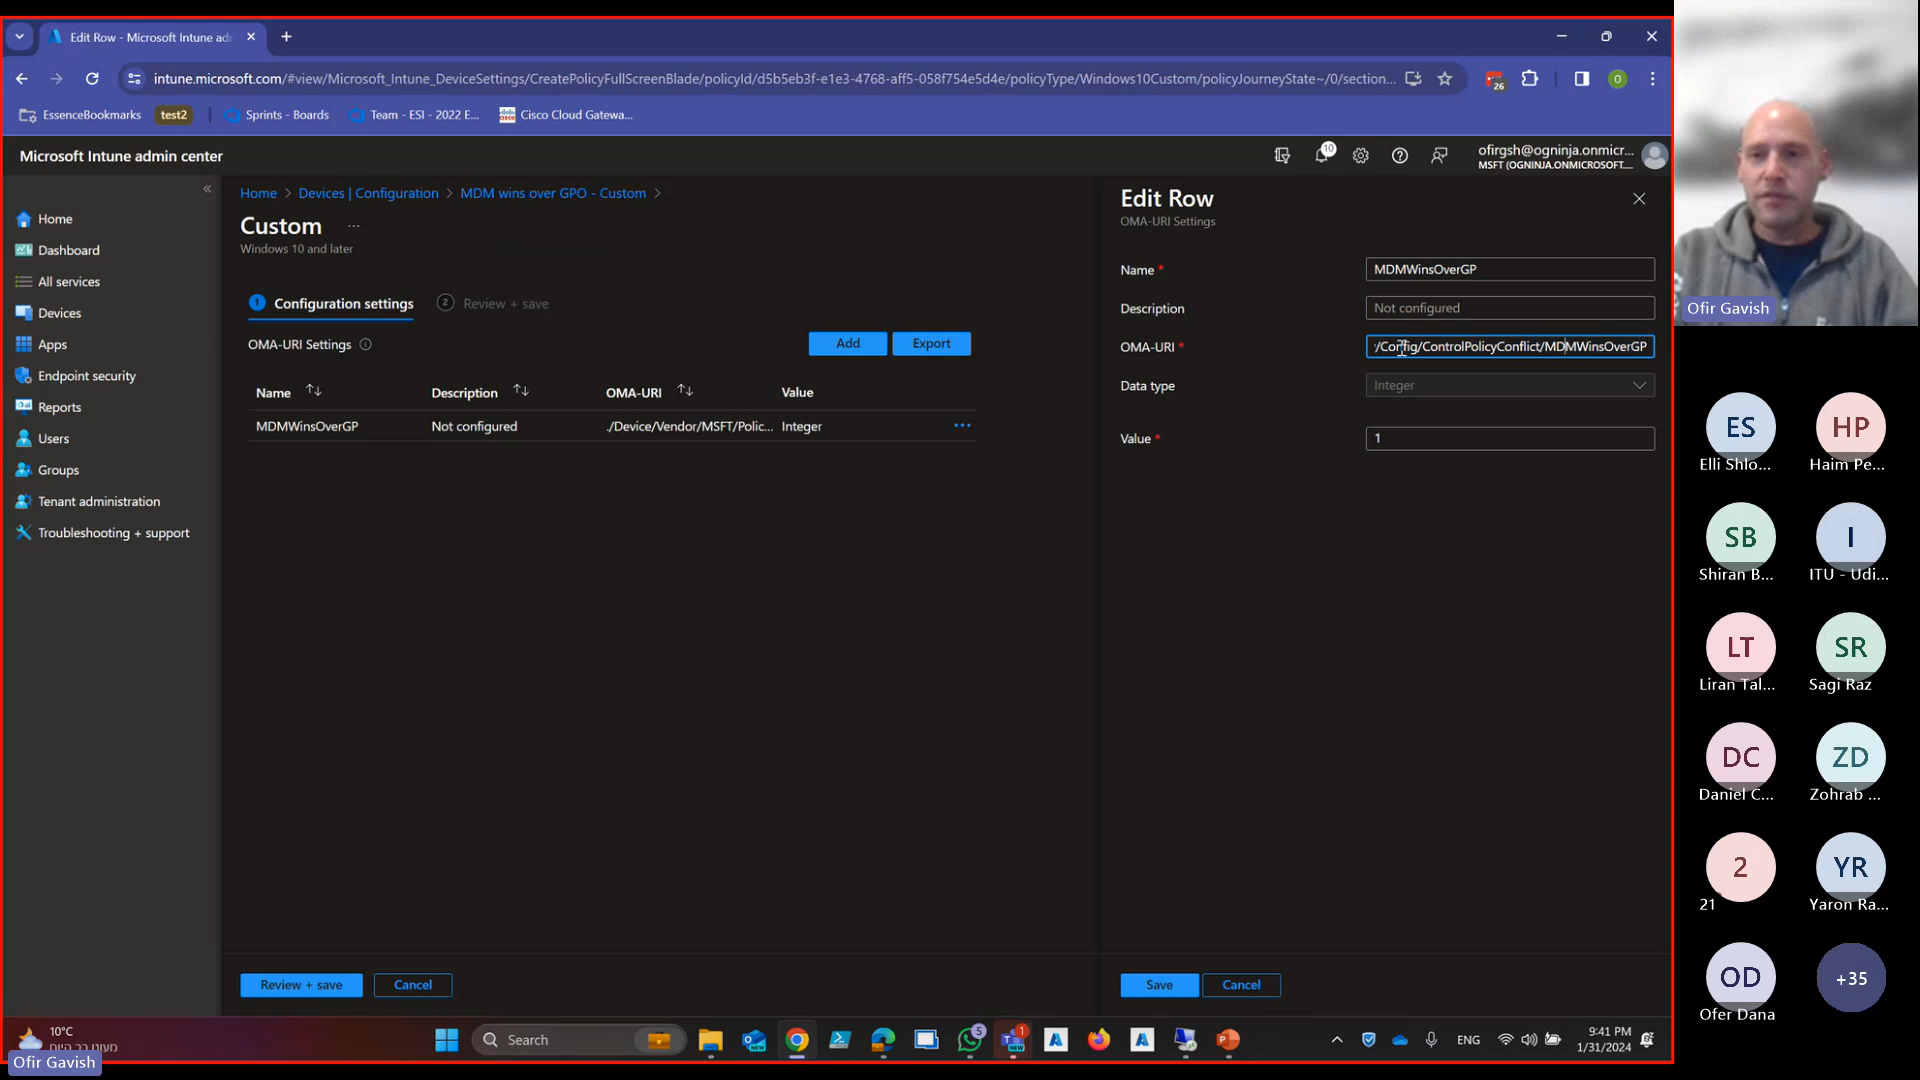 Edit Row - Microsoft Intune adn
intune.microsoft.com/#view/Microsoft_Intune_DeviceSettings/CreatePolicyFullScreenBlade/policyId/d5b5eb3f-e1e3-4768-aff5-058f754e5d4e/policyType/Windows10Custom/policyJourneyState~/0/section...
26
O
EssenceBookmarks
test2
Sprints - Boards
Team - ESI - 2022 E...
Cisco Cloud Gatewa...
Microsoft Intune admin center
10
ofirgsh@ogninja.onmicr...
MSFT (OGNINJA.ONMICROSOFT....
Home
Dashboard
All services
Devices
Apps
Endpoint security
Reports
Users
Groups
Tenant administration
Troubleshooting + support
Home > Devices | Configuration > MDM wins over GPO - Custom >
Custom ...
Windows 10 and later
1 Configuration settings
2 Review + save
OMA-URI Settings
Add
Export
Name Description OMA-URI Value
MDMWinsOverGP Not configured ./Device/Vendor/MSFT/Polic... Integer ...
Review + save
Cancel
Edit Row
OMA-URI Settings
Name * MDMWinsOverGP
Description Not configured
OMA-URI * /Config/ControlPolicyConflict/MDMWinsOverGP
Data type Integer
Value * 1
Save
Cancel
Ofir Gavish
ES
Elli Shlo...
HP
Haim Pe...
SB
Shiran B...
I
ITU - Udi...
LT
Liran Tal...
SR
Sagi Raz
DC
Daniel C...
ZD
Zohrab ...
2
21
YR
Yaron Ra...
OD
Ofer Dana
+35
10°C
Search
5
1
NEW
ENG
9:41 PM
1/31/2024
Ofir Gavish